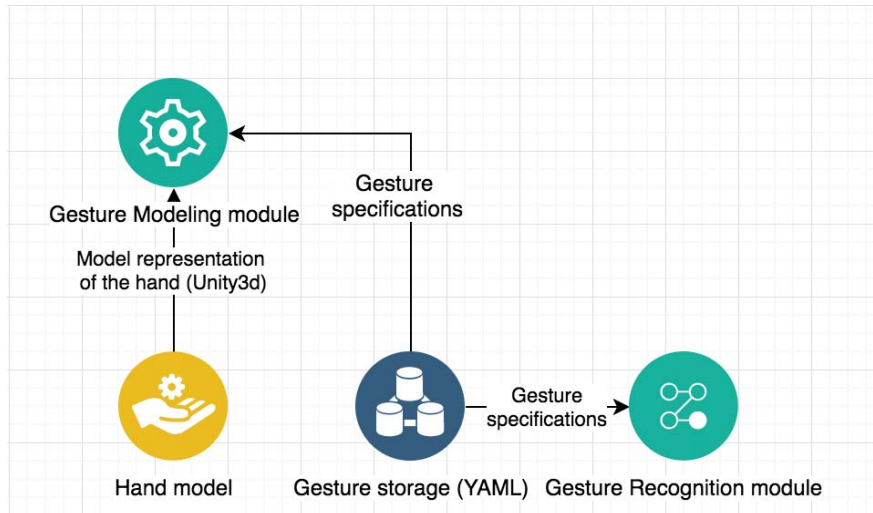 Gesture
specifications
Gesture Modeling module
Model representation
of the hand (Unity3d)
Gesture
specifications
Hand model
Gesture storage (YAML)
Gesture Recognition module